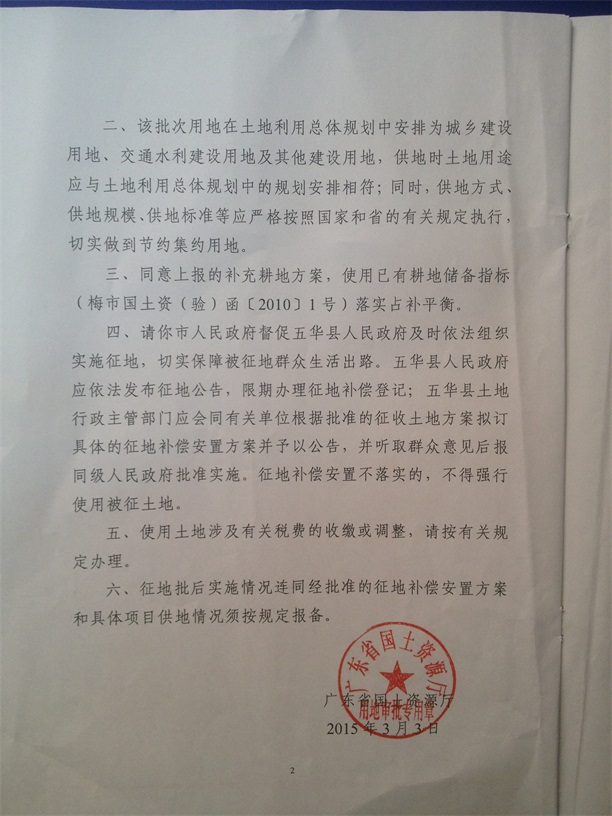 二、该批次用地在土地利用总体规划中安排为城乡建设
用地、交通水利建设用地及其他建设用地，供地时土地用途
应与土地利用总体规划中的规划安排相符；同时，供地方式、
供地规模、供地标准等应严格按照国家和省的有关规定执行，
切实做到节约集约用地。
三、同意上报的补充耕地方案，使用已有耕地储备指标
（梅市国土资（验）函〔2010〕1号）落实占补平衡。
四、请你市人民政府督促五华县人民政府及时依法组织
实施征地，切实保障被征地群众生活出路。五华县人民政府
应依法发布征地公告，限期办理征地补偿登记；五华县土地
行政主管部门应会同有关单位根据批准的征收土地方案拟订
具体的征地补偿安置方案并予以公告，并听取群众意见后报
同级人民政府批准实施。征地补偿安置不落实的，不得强行
使用被征土地。
五、使用土地涉及有关税费的收缴或调整，请按有关规
定办理。
六、征地批后实施情况连同经批准的征地补偿安置方案
和具体项目供地情况须按规定报备。
广东省国土资源厅
广东省国土资源厅
用地审批专用章
2015年3月3日
2